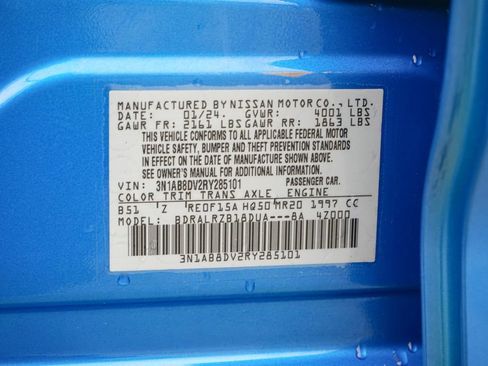 MANUFACTURED BY NISSAN MOTOR CO., LTD.
DATE: 01/24. GVWR: 4001 LBS
GAWR FR: 2161 LBS GAWR RR: 1863 LBS
THIS VEHICLE CONFORMS TO ALL APPLICABLE FEDERAL MOTOR
VEHICLE SAFETY, BUMPER AND THEFT PREVENTION STANDARDS
IN EFFECT ON THE DATE OF MANUFACTURE SHOWN ABOVE.
SEE OWNER'S MANUAL FOR ADDITIONAL INFORMATION
VIN: 3N1AB8DV2RY285101 PASSENGER CAR.
COLOR TRIM TRANS AXLE ENGINE
B51 Z RE0F15A HQ50 MR20 1997 CC
MODEL: BDRALRZB18DUA---8A 4Z000
3N1AB8DV2RY285101